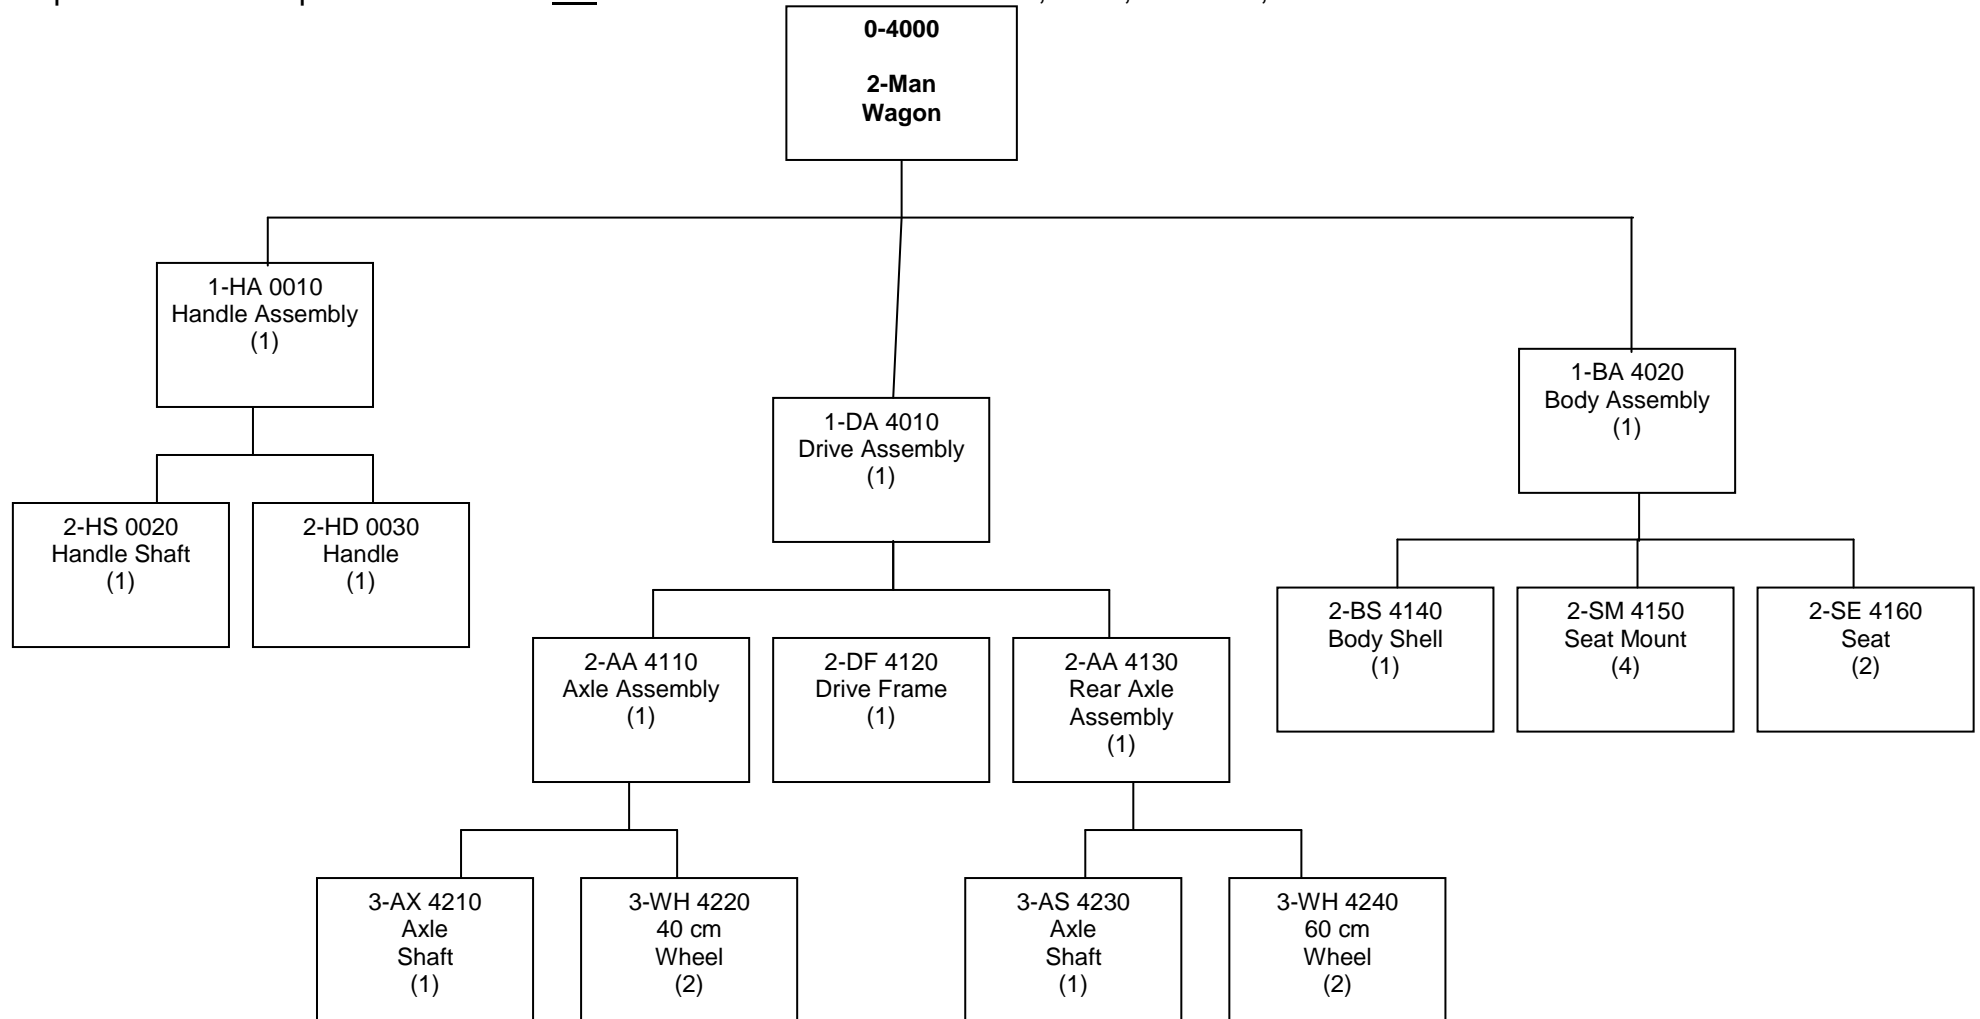 0-4000
2-Man
Wagon
1-HA 0010
Handle Assembly
(1)
1-DA 4010
Drive Assembly
(1)
1-BA 4020
Body Assembly
(1)
2-HS 0020
Handle Shaft
(1)
2-HD 0030
Handle
(1)
2-AA 4110
Axle Assembly
(1)
2-DF 4120
Drive Frame
(1)
2-AA 4130
Rear Axle
Assembly
(1)
2-BS 4140
Body Shell
(1)
2-SM 4150
Seat Mount
(4)
2-SE 4160
Seat
(2)
3-AX 4210
Axle
Shaft
(1)
3-WH 4220
40 cm
Wheel
(2)
3-AS 4230
Axle
Shaft
(1)
3-WH 4240
60 cm
Wheel
(2)